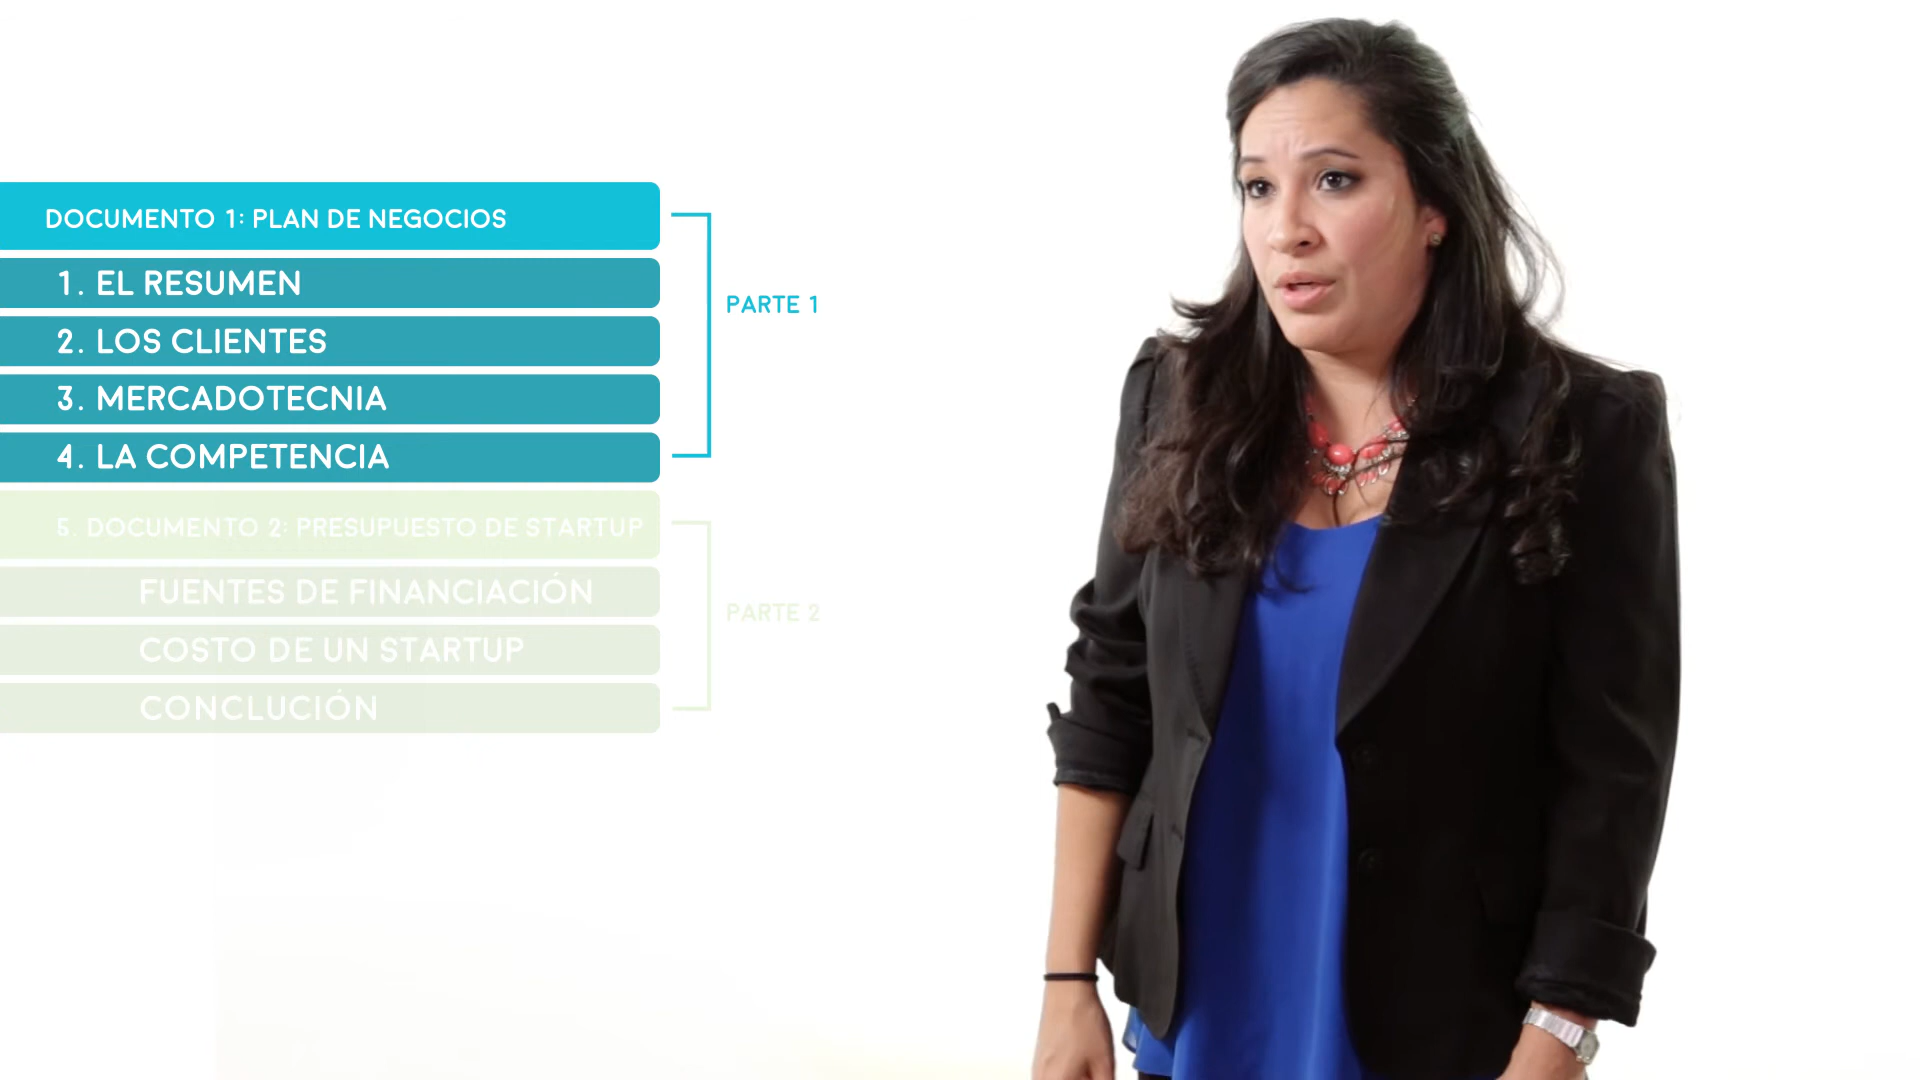 DOCUMENTO 1: PLAN DE NEGOCIOS
1. EL RESUMEN
2. LOS CLIENTES
3. MERCADOTECNIA
4. LA COMPETENCIA
PARTE 1
5. DOCUMENTO 2: PRESUPUESTO DE STARTUP
FUENTES DE FINANCIACIÓN
COSTO DE UN STARTUP
CONCLUCIÓN
PARTE 2